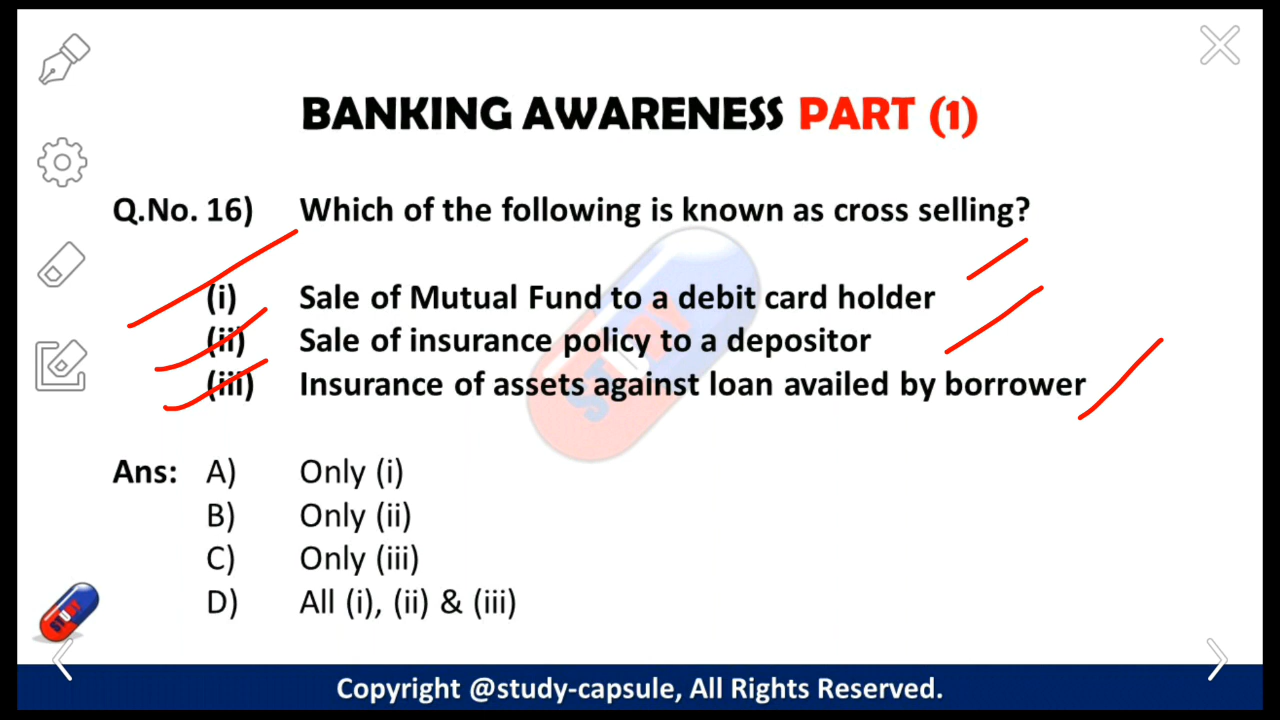 BANKING AWARENESS PART (1)
Q.No. 16) Which of the following is known as cross selling?
(i) Sale of Mutual Fund to a debit card holder
(ii) Sale of insurance policy to a depositor
(iii) Insurance of assets against loan availed by borrower
STUDY
Ans: A) Only (i)
B) Only (ii)
C) Only (iii)
D) All (i), (ii) & (iii)
STUDY
Copyright @study-capsule, All Rights Reserved.